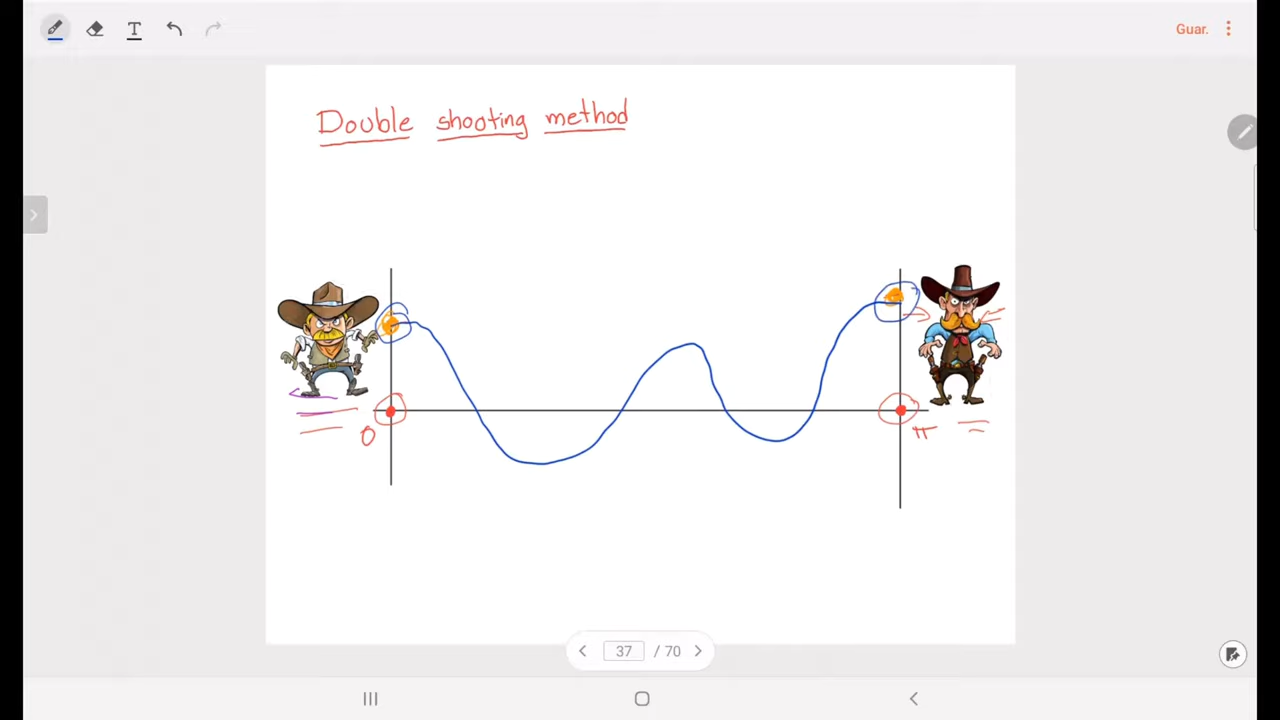 T
Guar.
Double shooting method
0
π
37 / 70